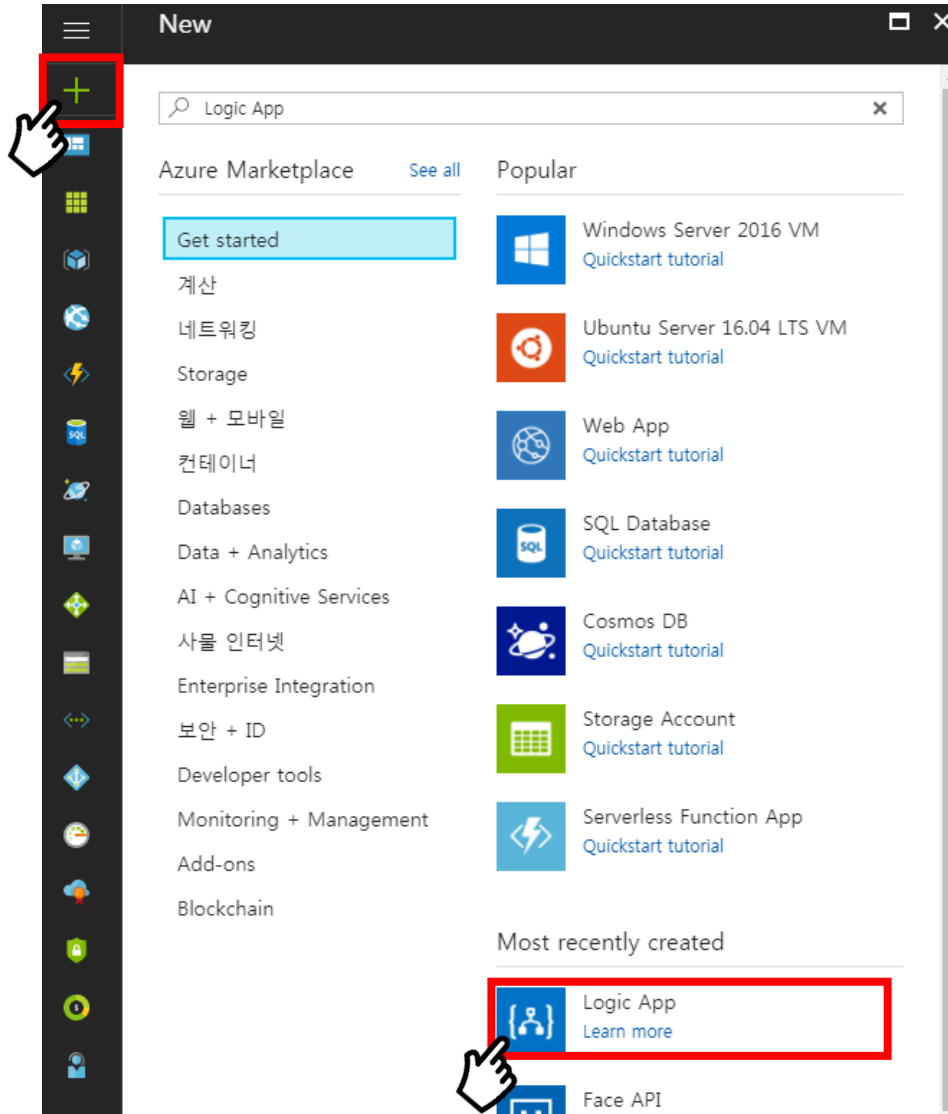 New
Logic App
Azure Marketplace
See all
Get started
계산
네트워킹
Storage
웹 + 모바일
컨테이너
Databases
Data + Analytics
AI + Cognitive Services
사물 인터넷
Enterprise Integration
보안 + ID
Developer tools
Monitoring + Management
Add-ons
Blockchain
Popular
Windows Server 2016 VM
Quickstart tutorial
Ubuntu Server 16.04 LTS VM
Quickstart tutorial
Web App
Quickstart tutorial
SQL Database
Quickstart tutorial
SQL
Cosmos DB
Quickstart tutorial
Storage Account
Quickstart tutorial
Serverless Function App
Quickstart tutorial
Most recently created
Logic App
Learn more
Face API
SQL